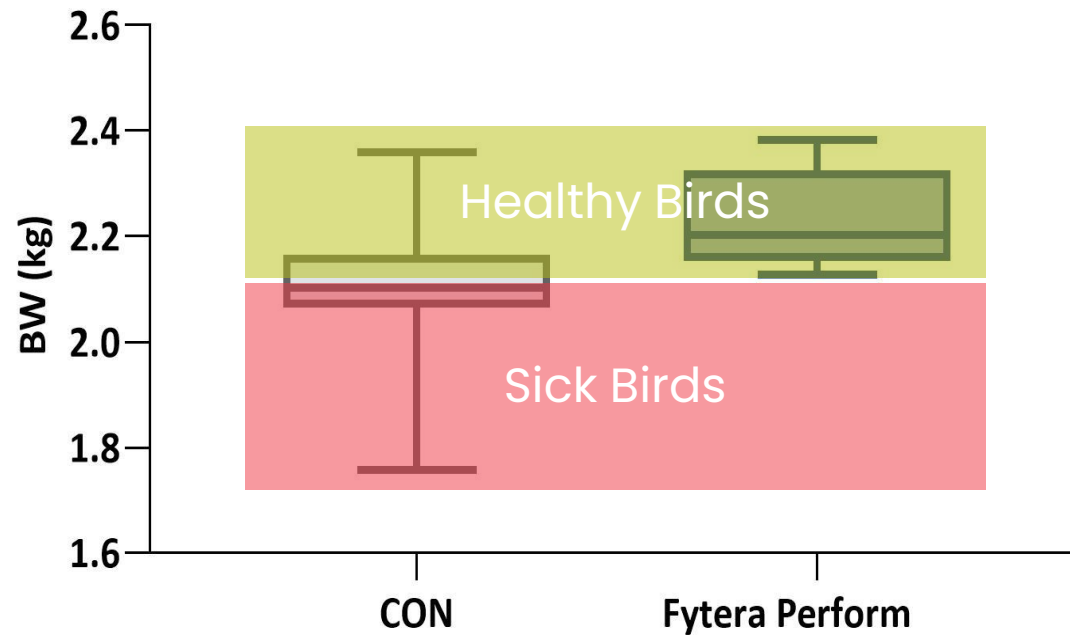 2.6
2.4
2.2
2.0
1.8
1.6
BW (kg)
Healthy Birds
Sick Birds
CON
Fytera Perform